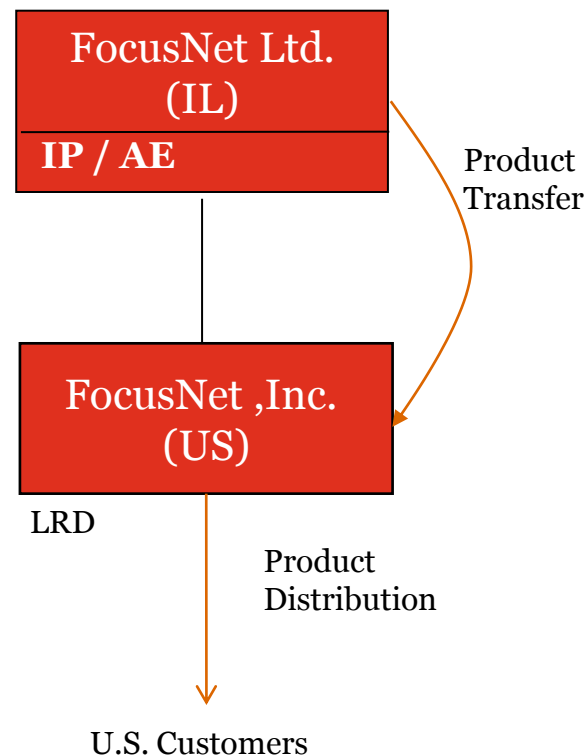 FocusNet Ltd.
(IL)
IP / AE
Product
Transfer
FocusNet ,Inc.
(US)
LRD
Product
Distribution
U.S. Customers